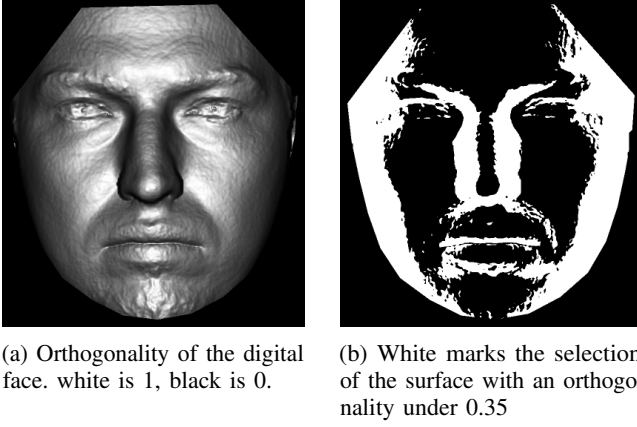 (a) Orthogonality of the digital
face. white is 1, black is 0.
(b) White marks the selection
of the surface with an orthogo-
nality under 0.35